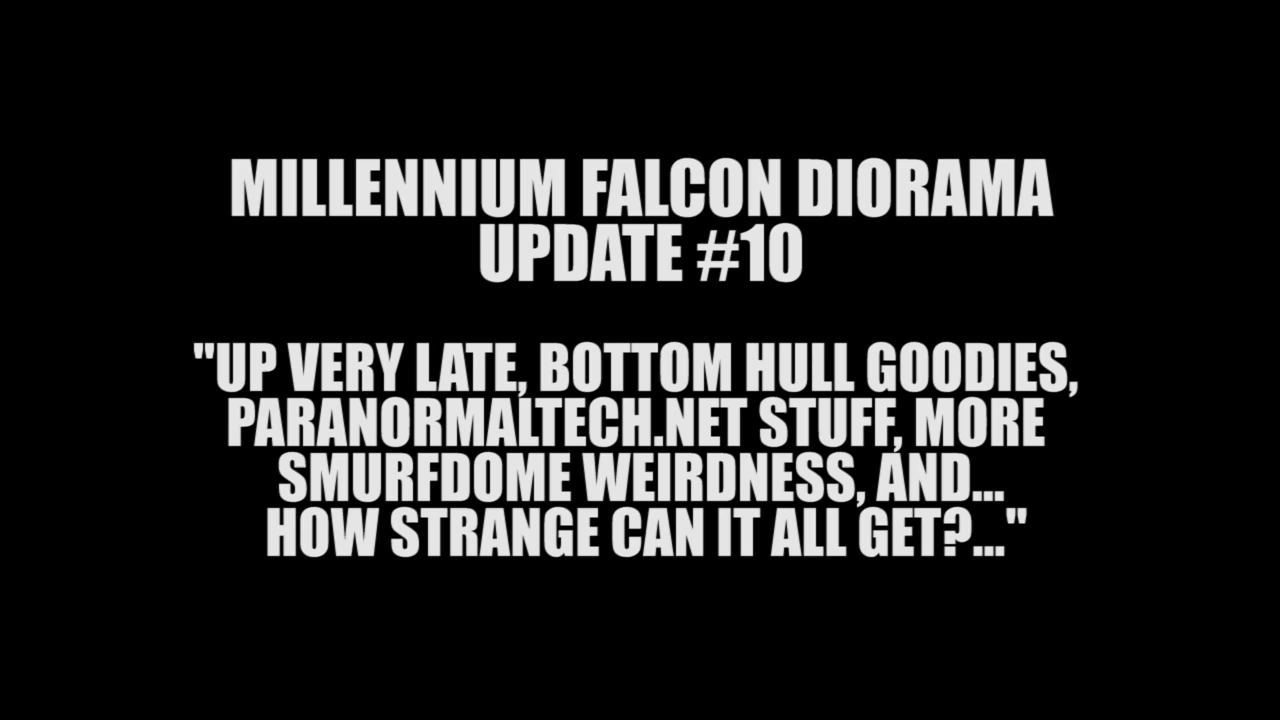 MILLENNIUM FALCON DIORAMA
UPDATE #10
"UP VERY LATE, BOTTOM HULL GOODIES,
PARANORMALTECH.NET STUFF, MORE
SMURFDOME WEIRDNESS, AND...
HOW STRANGE CAN IT ALL GET?..."